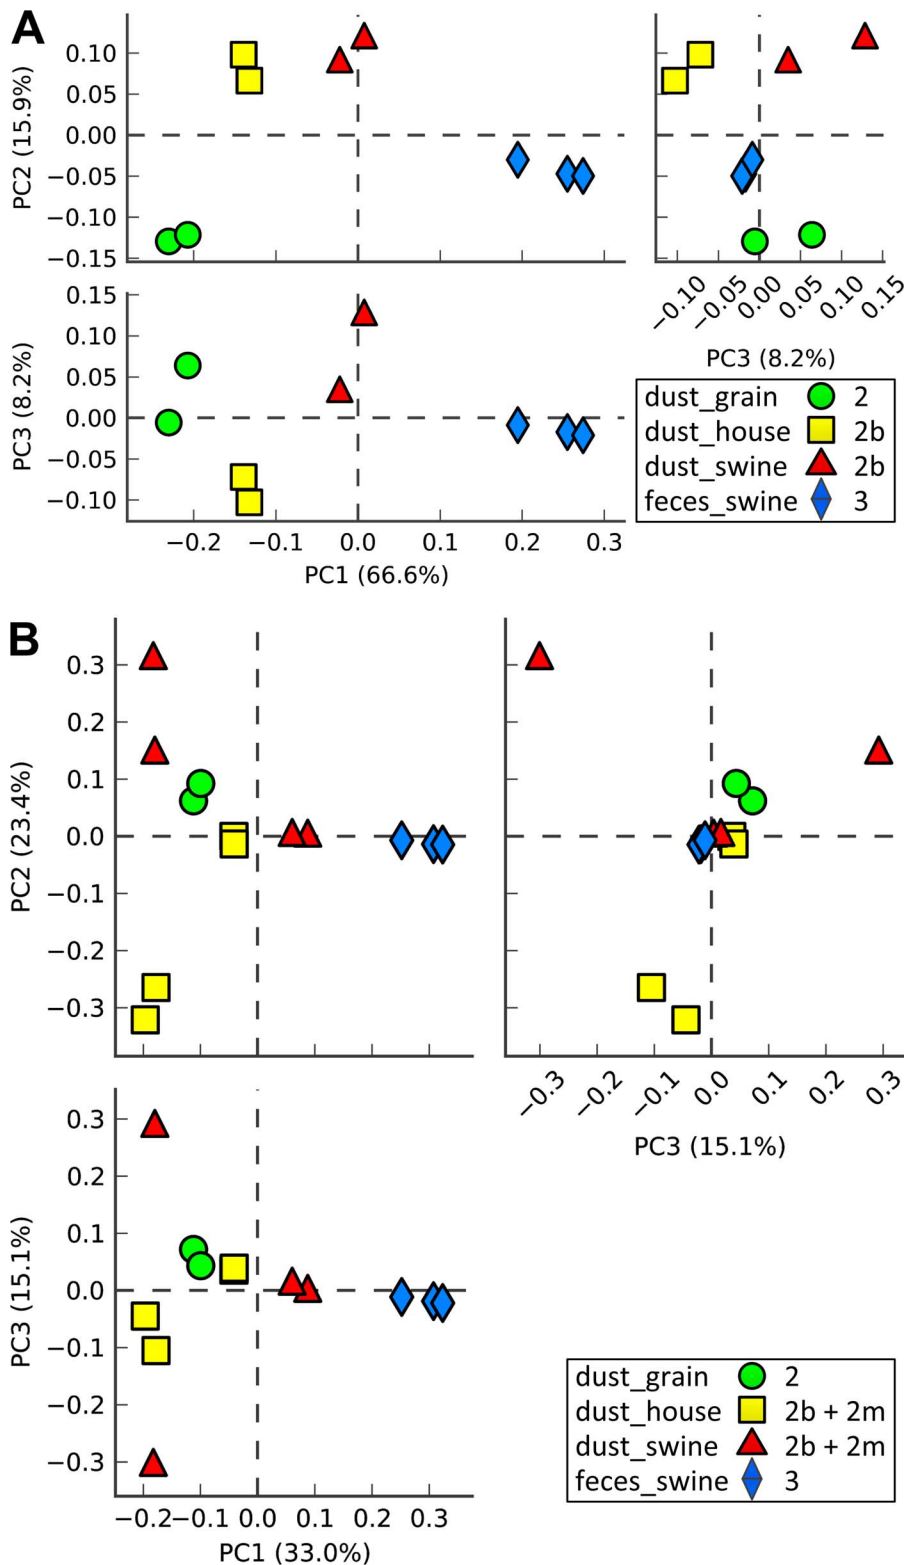 A
PC2 (15.9%)
0.10
0.05
0.00
−0.05
−0.10
−0.15
−0.10
−0.05
0.00
0.05
0.10
0.15
PC3 (8.2%)
PC3 (8.2%)
0.15
0.10
0.05
0.00
−0.05
−0.10
−0.2 −0.1 0.0 0.1 0.2 0.3
PC1 (66.6%)
dust_grain 2
dust_house 2b
dust_swine 2b
feces_swine 3
B
PC2 (23.4%)
0.3
0.2
0.1
0.0
−0.1
−0.2
−0.3
−0.3
−0.2
−0.1
0.0
0.1
0.2
0.3
PC3 (15.1%)
PC3 (15.1%)
0.3
0.2
0.1
0.0
−0.1
−0.2
−0.3
−0.2 −0.1 0.0 0.1 0.2 0.3
PC1 (33.0%)
dust_grain 2
dust_house 2b + 2m
dust_swine 2b + 2m
feces_swine 3